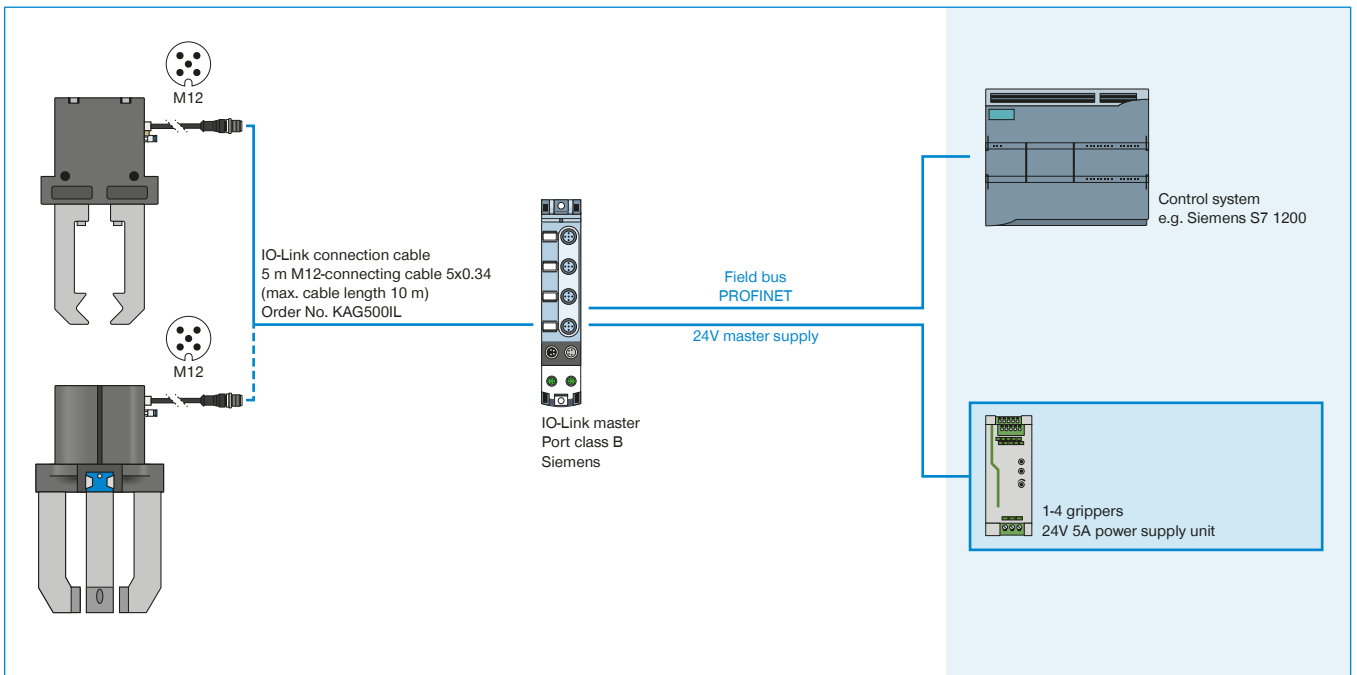 M12
IO-Link connection cable
5 m M12-connecting cable 5x0.34
(max. cable length 10 m)
Order No. KAG500IL
M12
IO-Link master
Port class B
Siemens
Field bus
PROFINET
24V master supply
Control system
e.g. Siemens S7 1200
1-4 grippers
24V 5A power supply unit